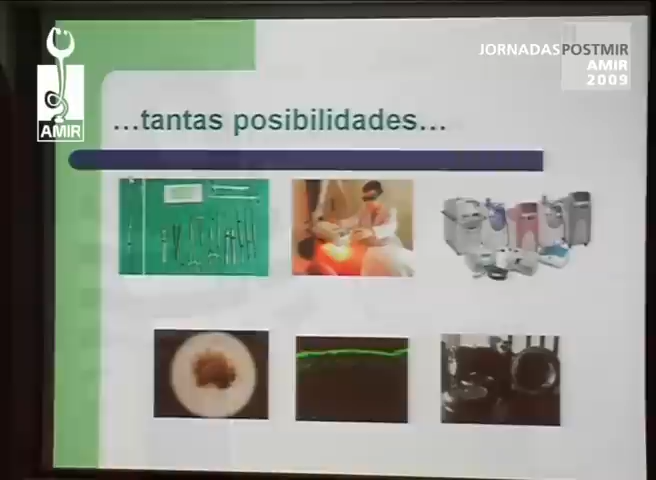 JORNADASPOSTMIR
AMIR
2009
AMIR
...tantas posibilidades...